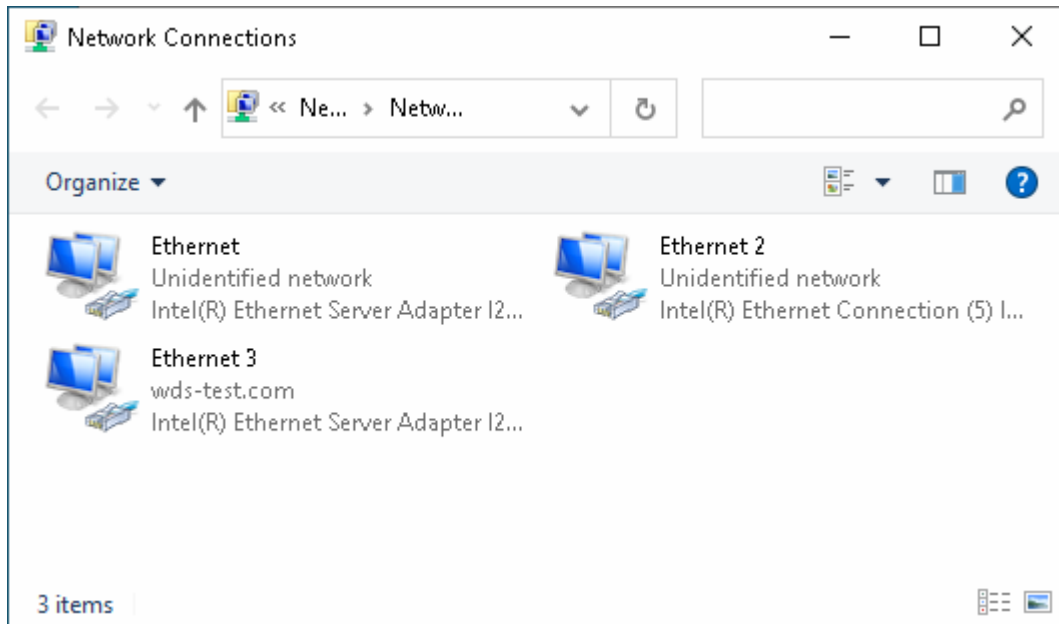 Network Connections
« Ne... › Netw...
Organize
?
Ethernet
Unidentified network
Intel(R) Ethernet Server Adapter I2...
Ethernet 2
Unidentified network
Intel(R) Ethernet Connection (5) I...
Ethernet 3
wds-test.com
Intel(R) Ethernet Server Adapter I2...
3 items